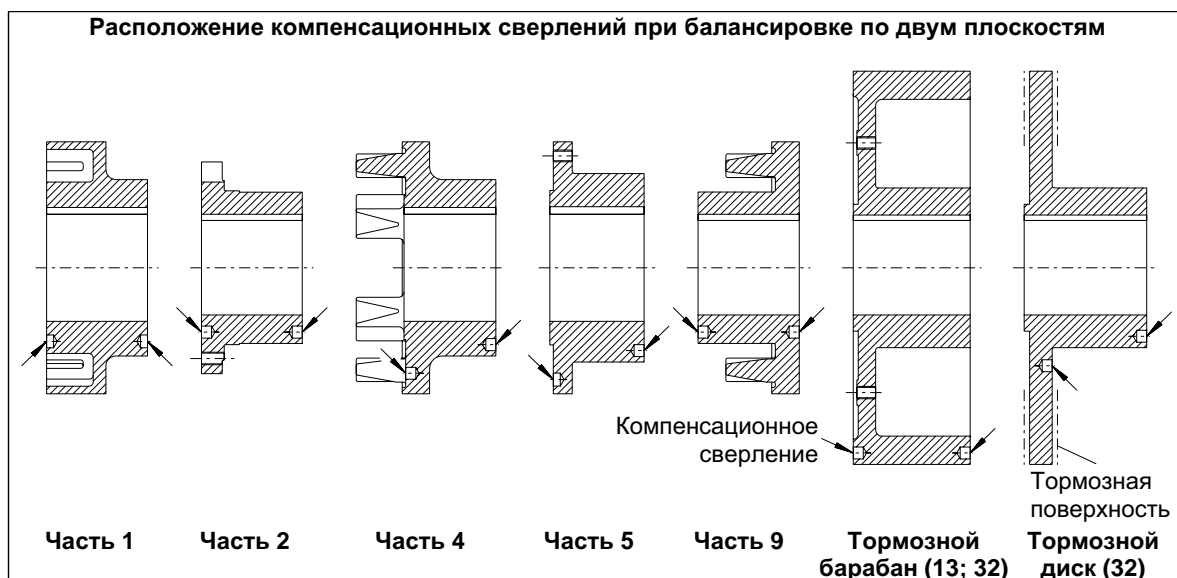 Расположение компенсационных сверлений при балансировке по двум плоскостям
Компенсационное
сверление
Тормозная
поверхность
Часть 1
Часть 2
Часть 4
Часть 5
Часть 9
Тормозной
барабан (13; 32)
Тормозной
диск (32)